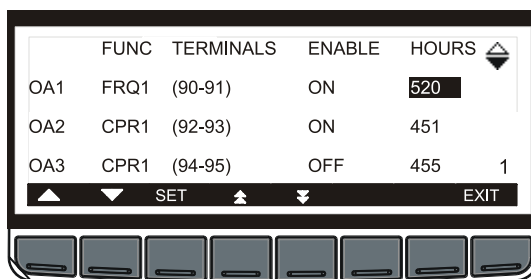 FUNC TERMINALS ENABLE HOURS
OA1 FRQ1 (90-91) ON 520
OA2 CPR1 (92-93) ON 451
OA3 CPR1 (94-95) OFF 455 1
SET EXIT